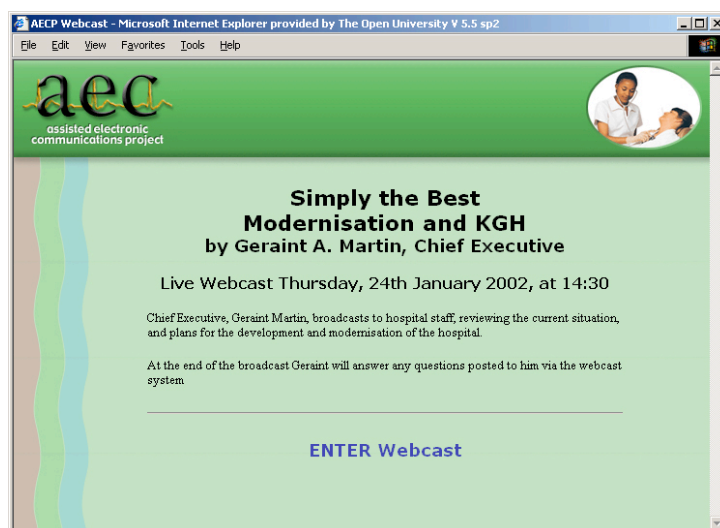 AECP Webcast - Microsoft Internet Explorer provided by The Open University V 5.5 sp2
File Edit View Favorites Tools Help
aec
assisted electronic
communications project
Simply the Best
Modernisation and KGH
by Geraint A. Martin, Chief Executive
Live Webcast Thursday, 24th January 2002, at 14:30
Chief Executive, Geraint Martin, broadcasts to hospital staff, reviewing the current situation,
and plans for the development and modernisation of the hospital.
At the end of the broadcast Geraint will answer any questions posted to him via the webcast
system
ENTER Webcast